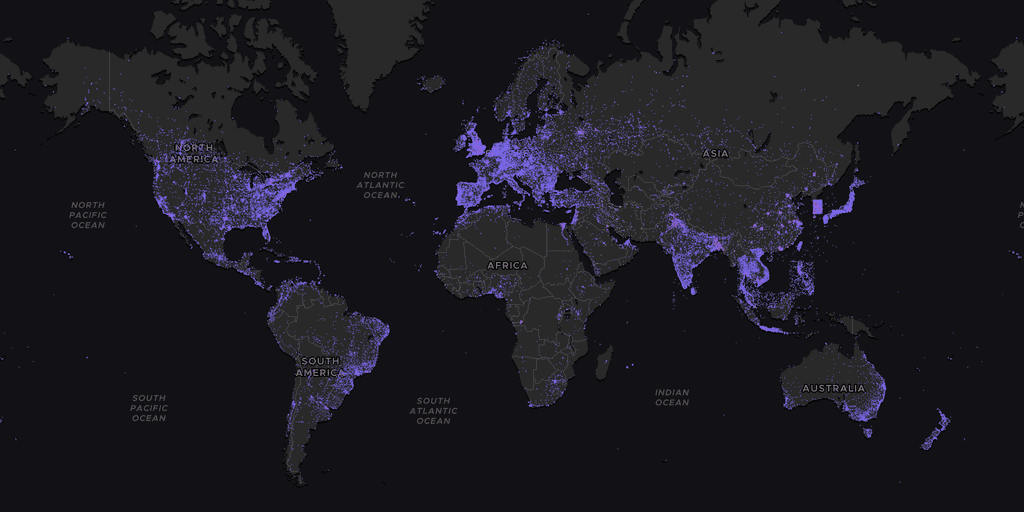 NORTH
AMERICA
ASIA
NORTH
ATLANTIC
OCEAN
NORTH
PACIFIC
OCEAN
AFRICA
SOUTH
AMERICA
AUSTRALIA
SOUTH
PACIFIC
OCEAN
SOUTH
ATLANTIC
OCEAN
INDIAN
OCEAN